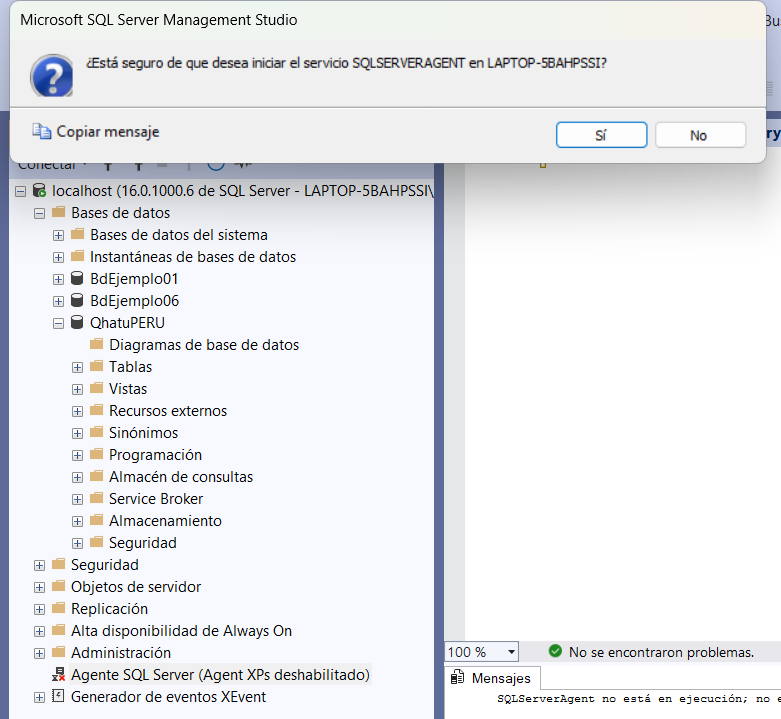 Microsoft SQL Server Management Studio
¿Está seguro de que desea iniciar el servicio SQLSERVERAGENT en LAPTOP-5BAHPSSI?
Copiar mensaje
Sí
No
Conectar
localhost (16.0.1000.6 de SQL Server - LAPTOP-5BAHPSSI\
Bases de datos
Bases de datos del sistema
Instantáneas de bases de datos
BdEjemplo01
BdEjemplo06
QhatuPERU
Diagramas de base de datos
Tablas
Vistas
Recursos externos
Sinónimos
Programación
Almacén de consultas
Service Broker
Almacenamiento
Seguridad
Seguridad
Objetos de servidor
Replicación
Alta disponibilidad de Always On
Administración
Agente SQL Server (Agent XPs deshabilitado)
Generador de eventos XEvent
100 %
No se encontraron problemas.
Mensajes
SQLServerAgent no está en ejecución; no